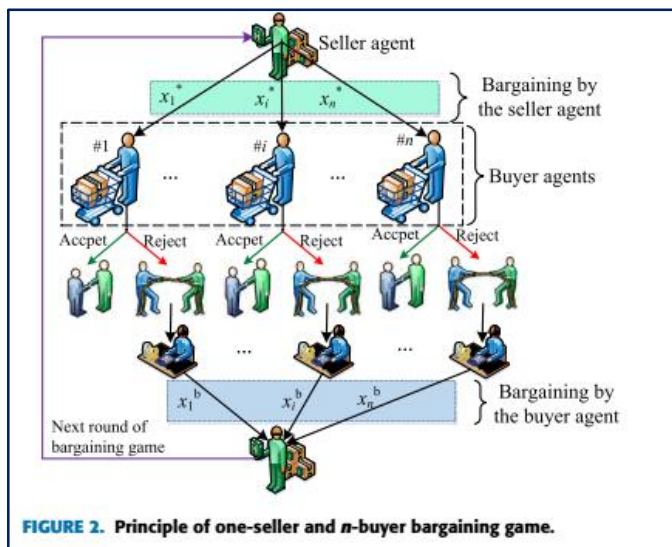 Seller agent
x₁* xᵢ* xₙ*
Bargaining by
the seller agent
#1 #i #n
... ...
Buyer agents
Accpet Reject Accpet Reject Accpet Reject
... ...
x₁ᵇ xᵢᵇ xₙᵇ
Bargaining by
the buyer agent
Next round of
bargaining game
FIGURE 2. Principle of one-seller and n-buyer bargaining game.